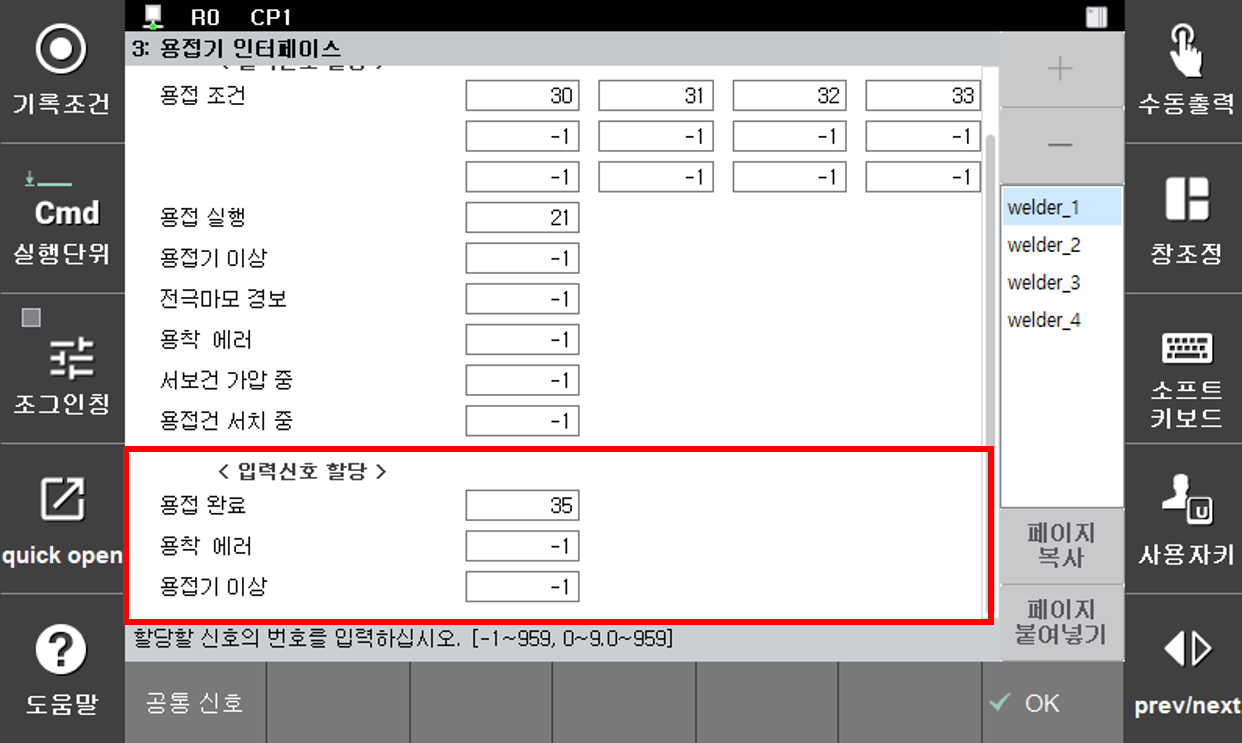 R0 CP1
3: 용접기 인터페이스
용접 조건 30 31 32 33
-1 -1 -1 -1
-1 -1 -1 -1
용접 실행 21
용접기 이상 -1
전극마모 경보 -1
용착 에러 -1
서보건 가압 중 -1
용접건 서치 중 -1
< 입력신호 할당 >
용접 완료 35
용착 에러 -1
용접기 이상 -1
할당할 신호의 번호를 입력하십시오. [-1~959, 0~9.0~959]
기록조건
Cmd
실행단위
조그인칭
quick open
도움말
welder_1
welder_2
welder_3
welder_4
페이지
복사
페이지
붙여넣기
수동출력
창조정
소프트
키보드
U
사용자키
prev/next
공통 신호
OK